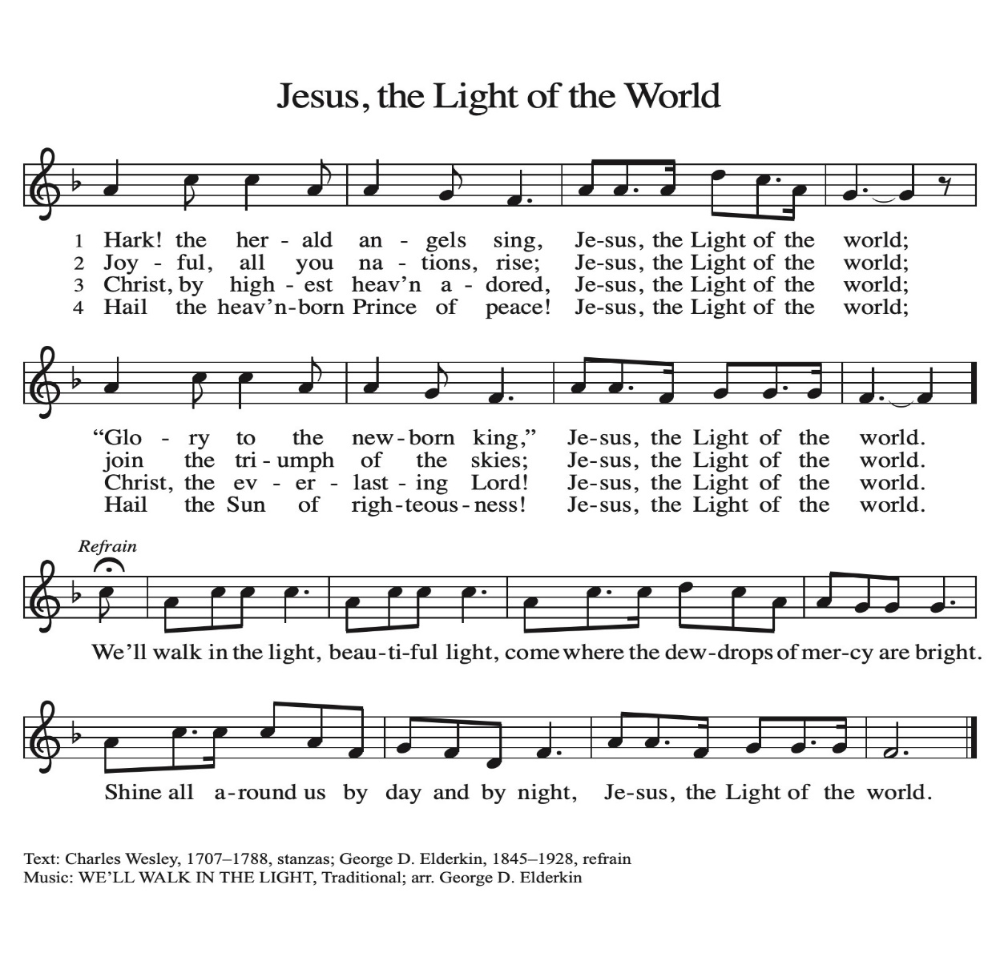 Jesus, the Light of the World
1 Hark! the her - ald an - gels sing, Je-sus, the Light of the world;
2 Joy - ful, all you na - tions, rise; Je-sus, the Light of the world;
3 Christ, by high - est heav’n a - dored, Je-sus, the Light of the world;
4 Hail the heav’n-born Prince of peace! Je-sus, the Light of the world;
“Glo - ry to the new-born king,” Je-sus, the Light of the world.
join the tri - umph of the skies; Je-sus, the Light of the world.
Christ, the ev - er - last - ing Lord! Je-sus, the Light of the world.
Hail the Sun of righ-teous-ness! Je-sus, the Light of the world.
Refrain
We’ll walk in the light, beau-ti-ful light, come where the dew-drops of mer-cy are bright.
Shine all a-round us by day and by night, Je-sus, the Light of the world.
Text: Charles Wesley, 1707–1788, stanzas; George D. Elderkin, 1845–1928, refrain
Music: WE’LL WALK IN THE LIGHT, Traditional; arr. George D. Elderkin